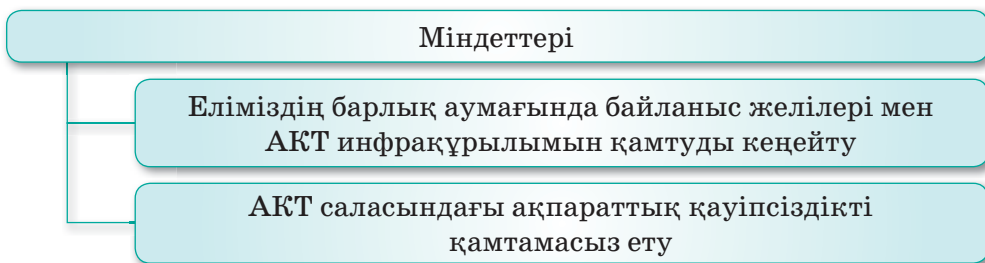 Міндеттері
Еліміздің барлық аумағында байланыс желілері мен
АКТ инфрақұрылымын қамтуды кеңейту
АКТ саласындағы ақпараттық қауіпсіздікті
қамтамасыз ету